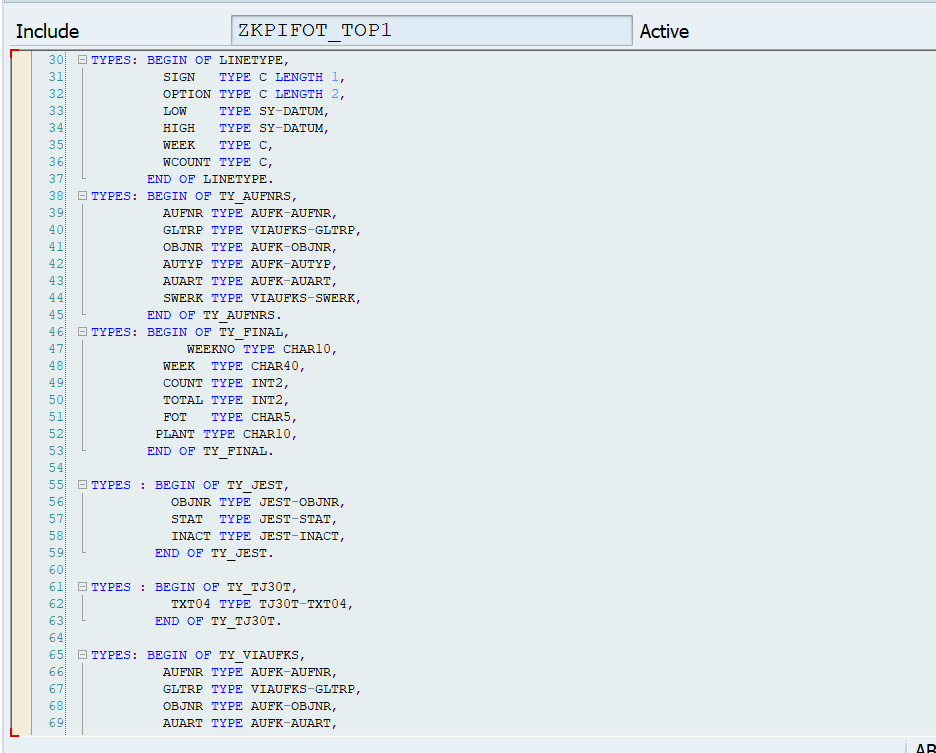 Include ZKPIFOT_TOP1 Active
30 TYPES: BEGIN OF LINETYPE,
31 SIGN TYPE C LENGTH 1,
32 OPTION TYPE C LENGTH 2,
33 LOW TYPE SY-DATUM,
34 HIGH TYPE SY-DATUM,
35 WEEK TYPE C,
36 WCOUNT TYPE C,
37 END OF LINETYPE.
38 TYPES: BEGIN OF TY_AUFNRS,
39 AUFNR TYPE AUFK-AUFNR,
40 GLTRP TYPE VIAUFKS-GLTRP,
41 OBJNR TYPE AUFK-OBJNR,
42 AUTYP TYPE AUFK-AUTYP,
43 AUART TYPE AUFK-AUART,
44 SWERK TYPE VIAUFKS-SWERK,
45 END OF TY_AUFNRS.
46 TYPES: BEGIN OF TY_FINAL,
47 WEEKNO TYPE CHAR10,
48 WEEK TYPE CHAR40,
49 COUNT TYPE INT2,
50 TOTAL TYPE INT2,
51 FOT TYPE CHAR5,
52 PLANT TYPE CHAR10,
53 END OF TY_FINAL.
54
55 TYPES : BEGIN OF TY_JEST,
56 OBJNR TYPE JEST-OBJNR,
57 STAT TYPE JEST-STAT,
58 INACT TYPE JEST-INACT,
59 END OF TY_JEST.
60
61 TYPES : BEGIN OF TY_TJ30T,
62 TXT04 TYPE TJ30T-TXT04,
63 END OF TY_TJ30T.
64
65 TYPES: BEGIN OF TY_VIAUFKS,
66 AUFNR TYPE AUFK-AUFNR,
67 GLTRP TYPE VIAUFKS-GLTRP,
68 OBJNR TYPE AUFK-OBJNR,
69 AUART TYPE AUFK-AUART,